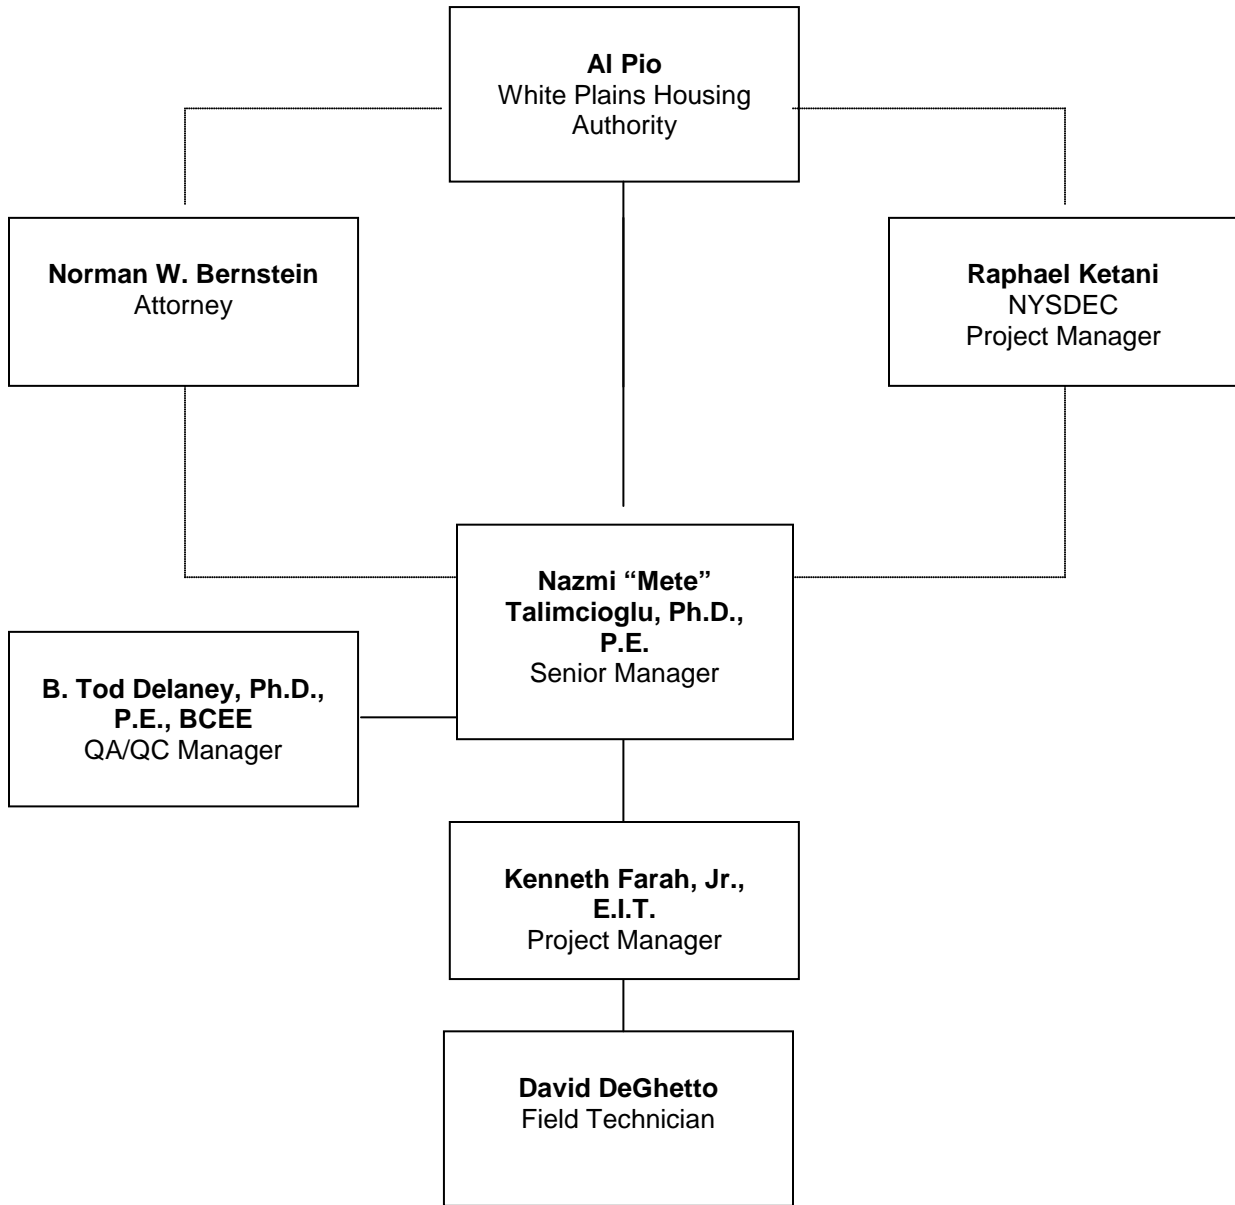 Al Pio
White Plains Housing
Authority
Norman W. Bernstein
Attorney
Raphael Ketani
NYSDEC
Project Manager
Nazmi “Mete”
Talimcioglu, Ph.D.,
P.E.
Senior Manager
B. Tod Delaney, Ph.D.,
P.E., BCEE
QA/QC Manager
Kenneth Farah, Jr.,
E.I.T.
Project Manager
David DeGhetto
Field Technician